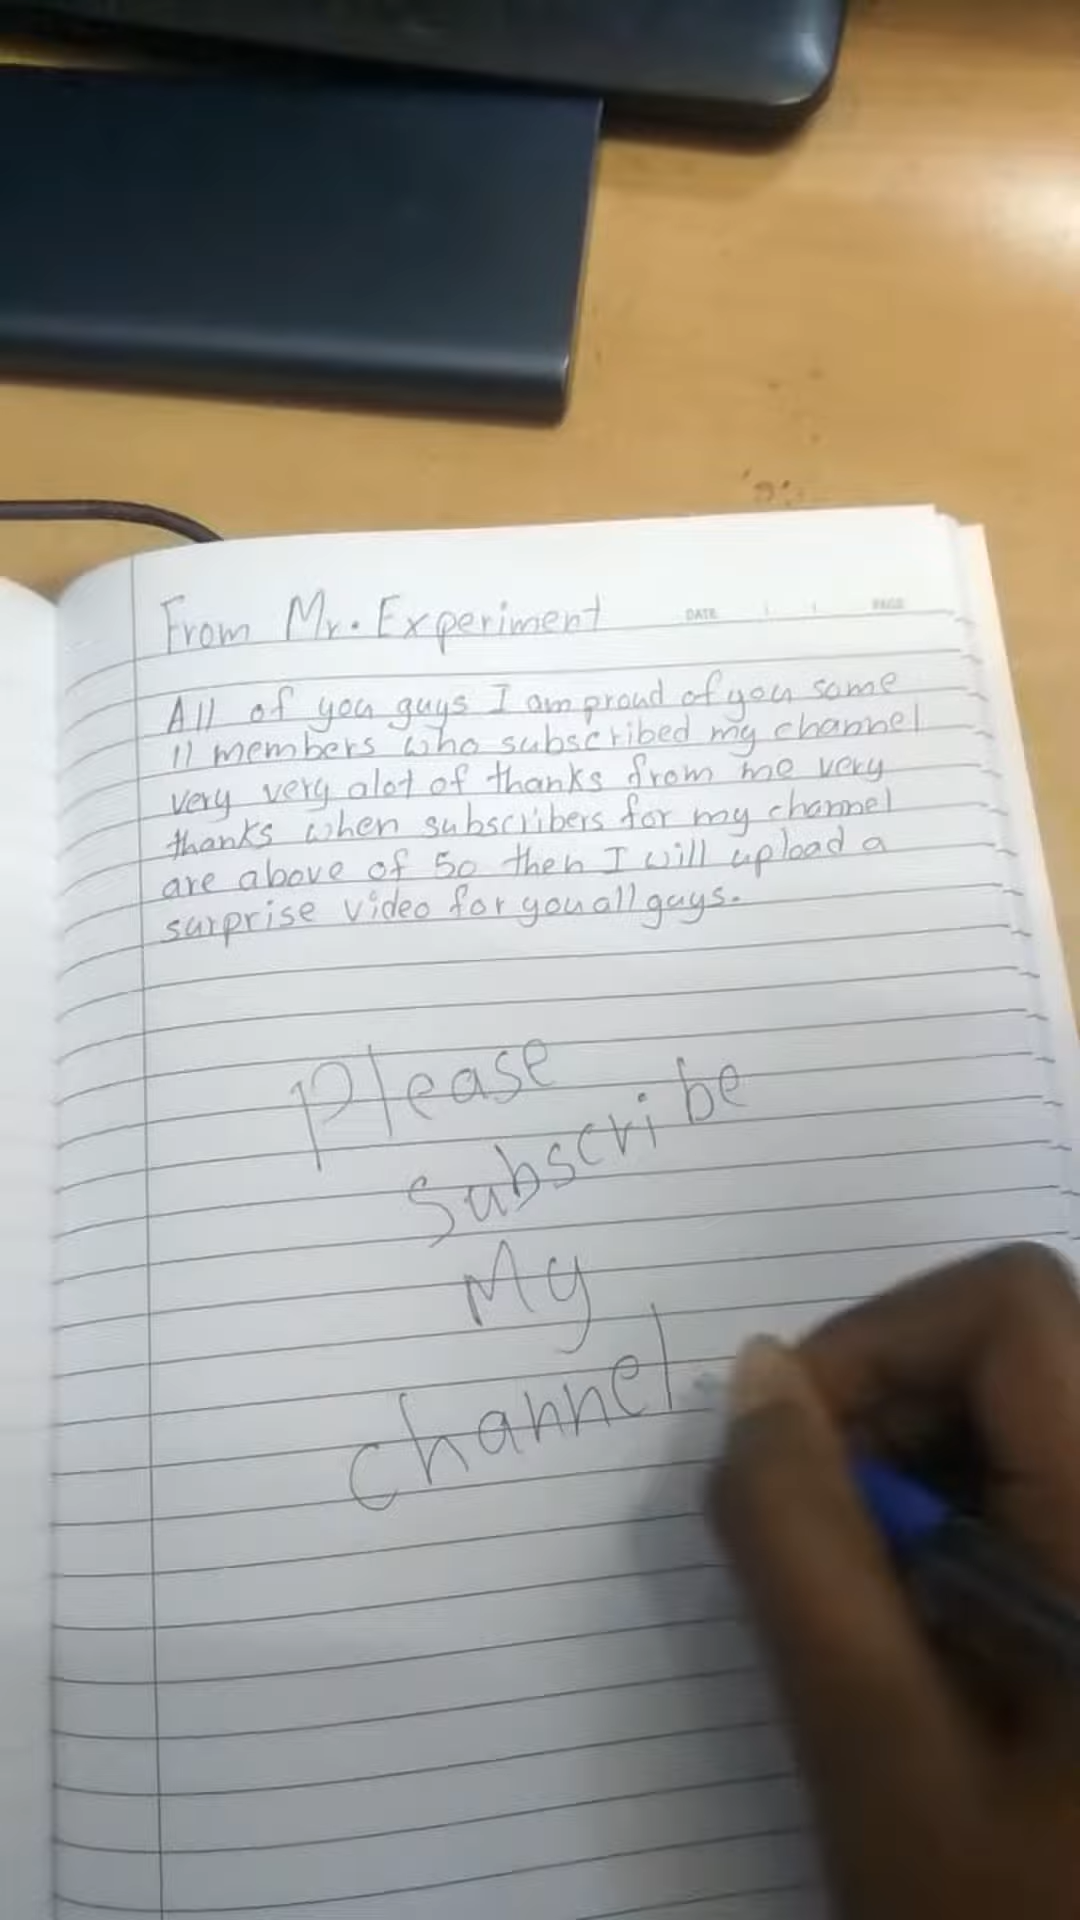 From Mr. Experiment
DATE / / PAGE
All of you guys I am proud of you some
11 members who subscribed my channel
very very alot of thanks from me very
thanks when subscribers for my channel
are above of 50 then I will upload a
surprise video for you all guys.
Please
Subscribe
My
channel